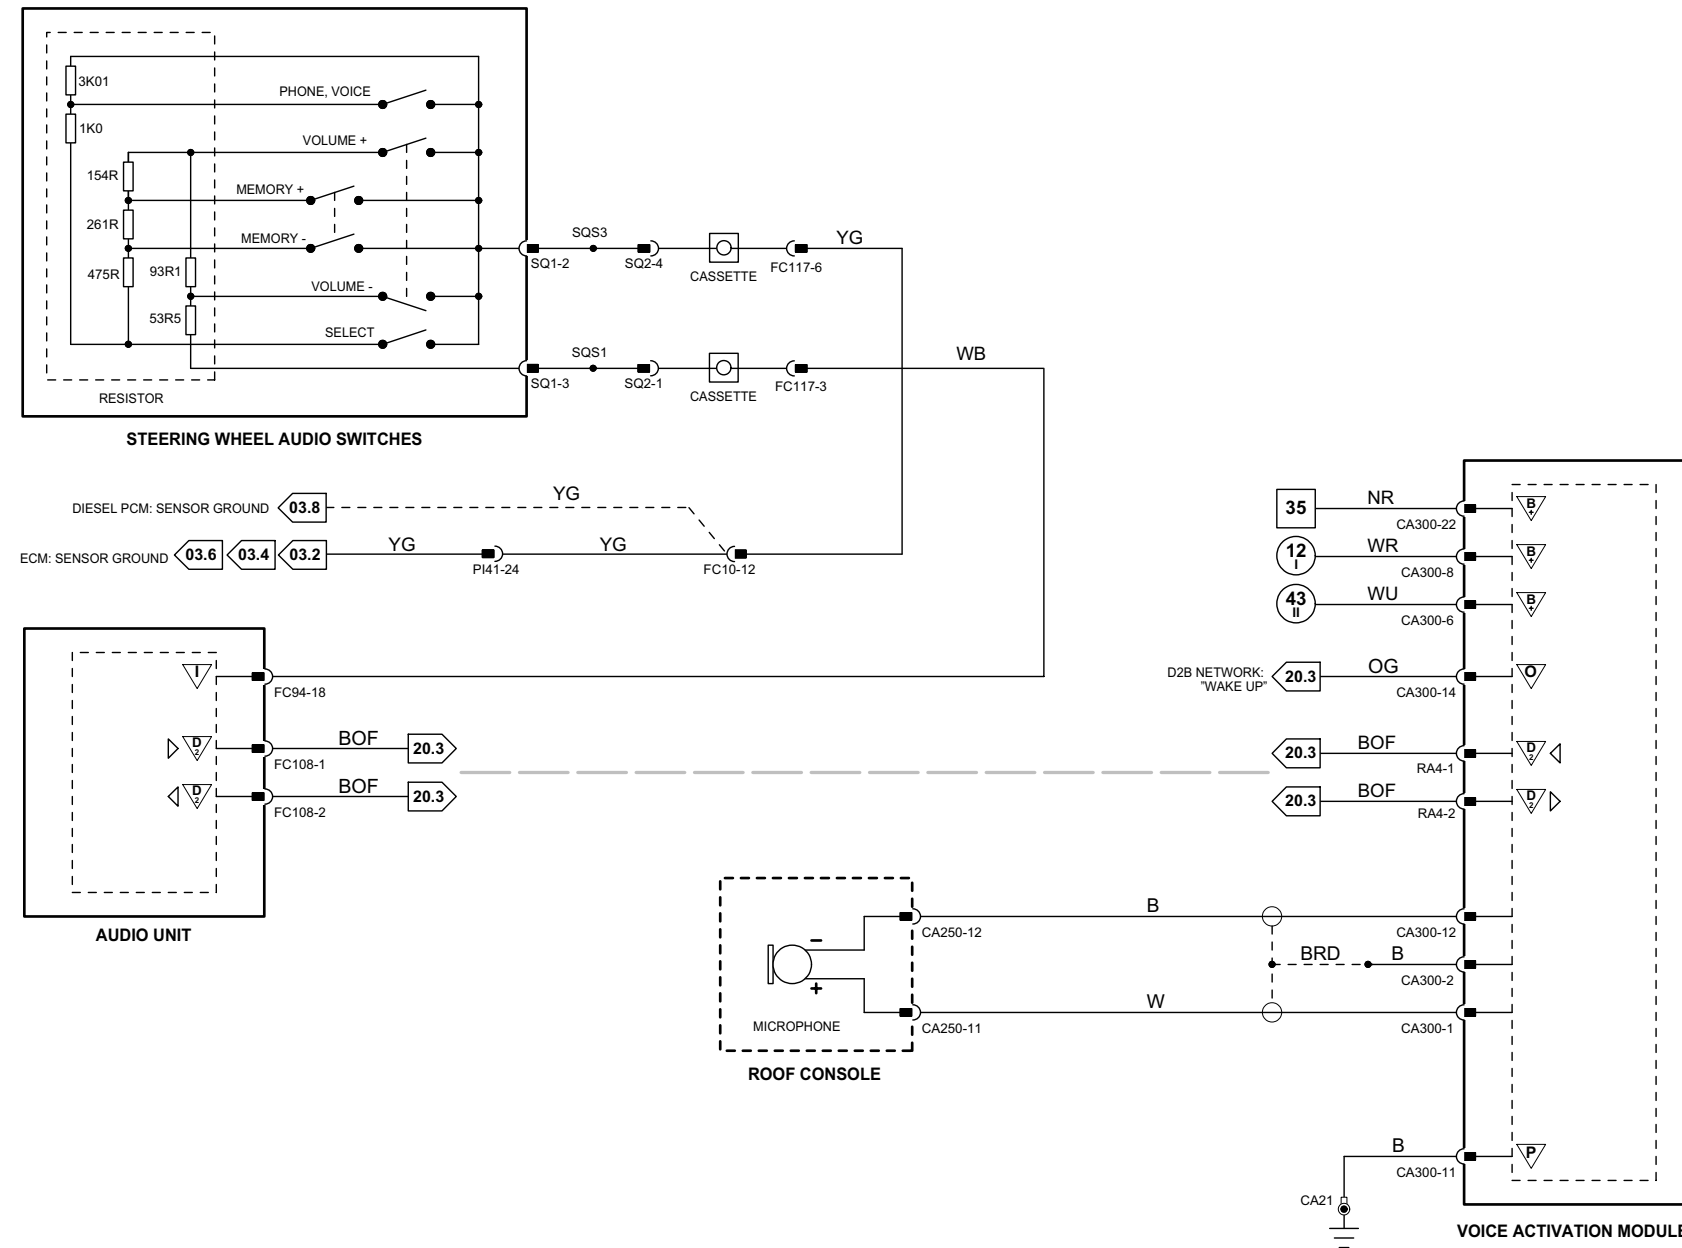 3K01
PHONE, VOICE
1K0
VOLUME +
154R
MEMORY +
261R
MEMORY -
475R
93R1
VOLUME -
53R5
SELECT
RESISTOR
STEERING WHEEL AUDIO SWITCHES
SQ1-2
SQS3
SQ2-4
CASSETTE
FC117-6
YG
SQ1-3
SQS1
SQ2-1
CASSETTE
FC117-3
WB
DIESEL PCM: SENSOR GROUND
03.8
YG
ECM: SENSOR GROUND
03.6
03.4
03.2
YG
PI41-24
YG
FC10-12
I
FC94-18
D
2
BOF
20.3
FC108-1
D
2
BOF
20.3
FC108-2
AUDIO UNIT
35
NR
CA300-22
B
+
12
I
WR
CA300-8
B
+
43
II
WU
CA300-6
B
+
D2B NETWORK:
"WAKE UP"
20.3
OG
CA300-14
O
20.3
BOF
RA4-1
D
2
20.3
BOF
RA4-2
D
2
–
+
MICROPHONE
CA250-12
B
CA300-12
BRD
B
CA300-2
CA250-11
W
CA300-1
ROOF CONSOLE
B
CA300-11
P
CA21
VOICE ACTIVATION MODULE